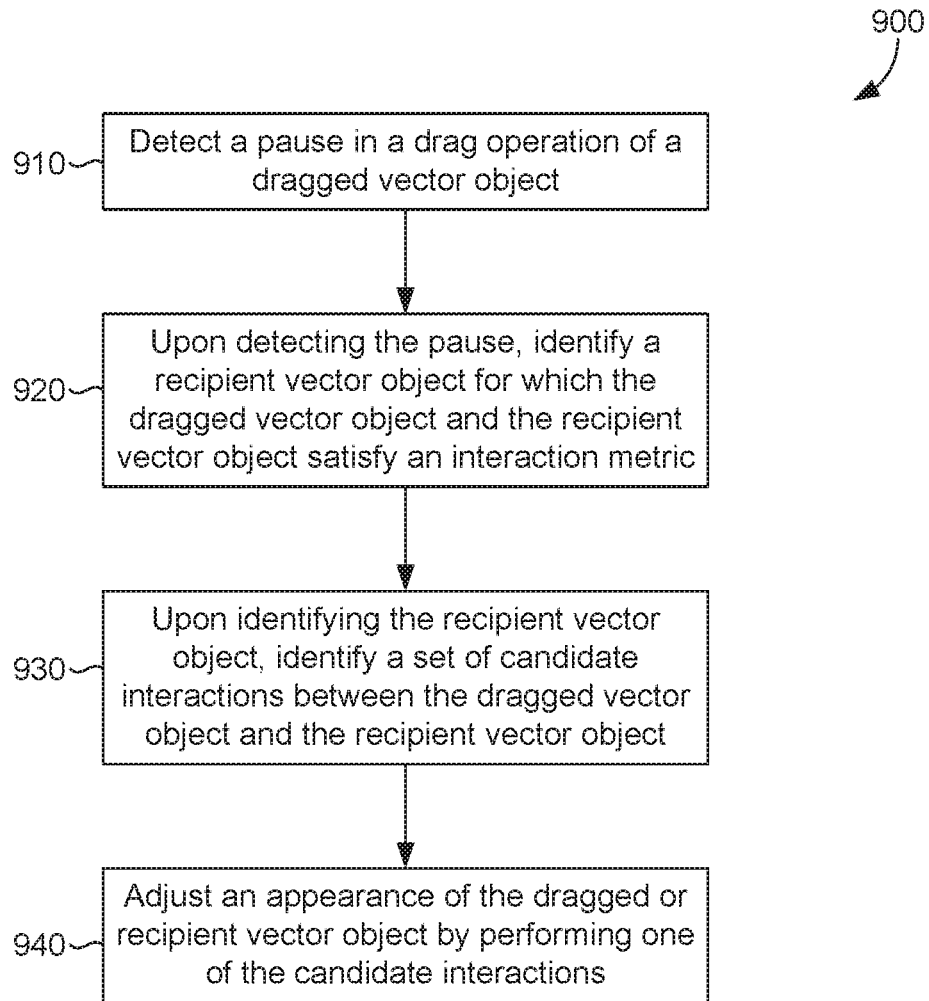 900
910
Detect a pause in a drag operation of a
dragged vector object
920
Upon detecting the pause, identify a
recipient vector object for which the
dragged vector object and the recipient
vector object satisfy an interaction metric
930
Upon identifying the recipient vector
object, identify a set of candidate
interactions between the dragged vector
object and the recipient vector object
940
Adjust an appearance of the dragged or
recipient vector object by performing one
of the candidate interactions